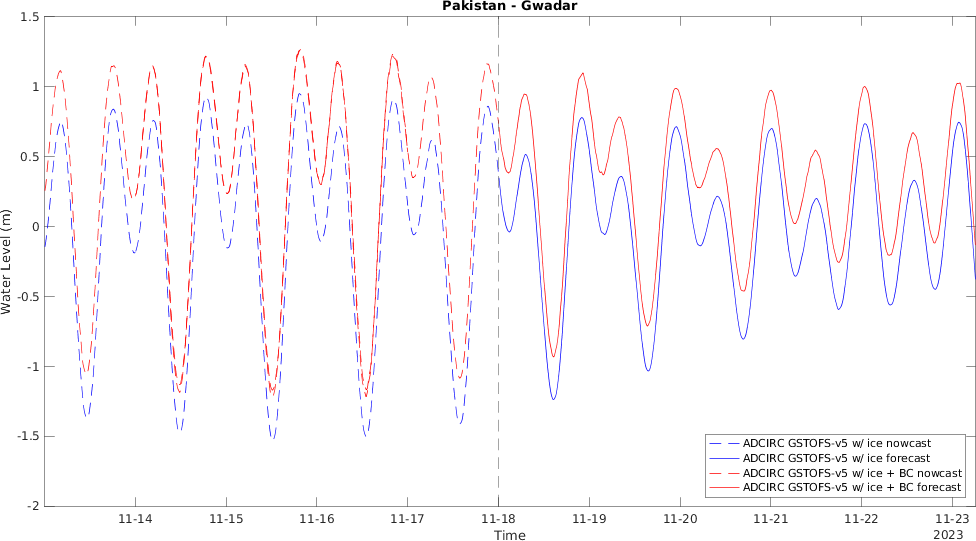 Pakistan - Gwadar
1.5
1
0.5
0
-0.5
-1
-1.5
-2
Water Level (m)
11-14
11-15
11-16
11-17
11-18
11-19
11-20
11-21
11-22
11-23
2023
Time
ADCIRC GSTOFS-v5 w/ ice nowcast
ADCIRC GSTOFS-v5 w/ ice forecast
ADCIRC GSTOFS-v5 w/ ice + BC nowcast
ADCIRC GSTOFS-v5 w/ ice + BC forecast